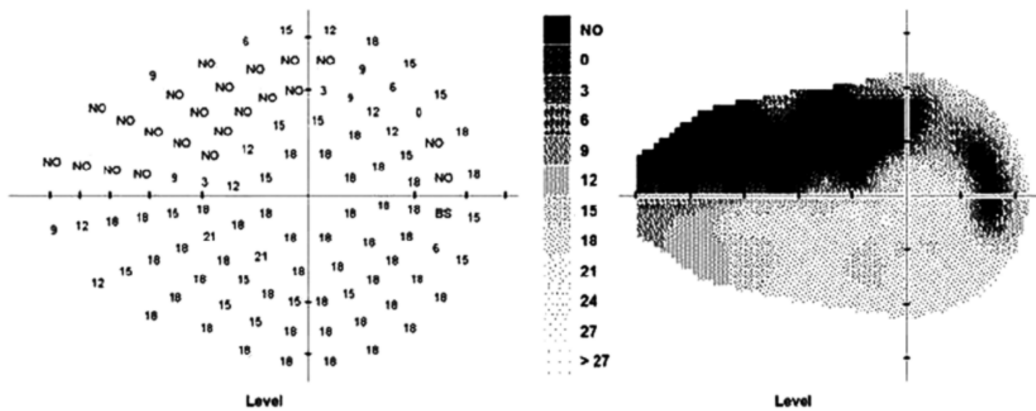 15 12
6 18
NO NO NO NO 9 18
9
NO NO NO NO 3 9 6 15
NO NO NO NO 15 15 12 0
NO NO NO 18 12 NO 18
NO NO NO NO NO 12 18 18 18 15
9 3 12 15 18 18 NO 18
9 12 18 18 15 18 18 18 18 18 18 BS 15
18 21 18 18 18 18 6
18 18 21 15
12 15 18 15 18 18 18 18
18 15 18 15 18 15 18 18
18 18 15 18 18 18 18
18 18 18 18
Level
NO
0
3
6
9
12
15
18
21
24
27
> 27
Level